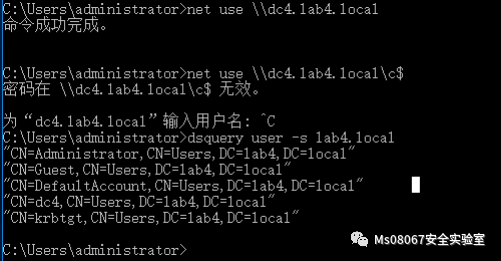 C:\Users\administrator>net use \\dc4.lab4.local
命令成功完成。
C:\Users\administrator>net use \\dc4.lab4.local\c$
密码在 \\dc4.lab4.local\c$ 无效。
为“dc4.lab4.local”输入用户名: ^C
C:\Users\administrator>dsquery user -s lab4.local
"CN=Administrator,CN=Users,DC=lab4,DC=local"
"CN=Guest,CN=Users,DC=lab4,DC=local"
"CN=DefaultAccount,CN=Users,DC=lab4,DC=local"
"CN=dc4,CN=Users,DC=lab4,DC=local"
"CN=krbtgt,CN=Users,DC=lab4,DC=local"
C:\Users\administrator>
Ms08067安全实验室